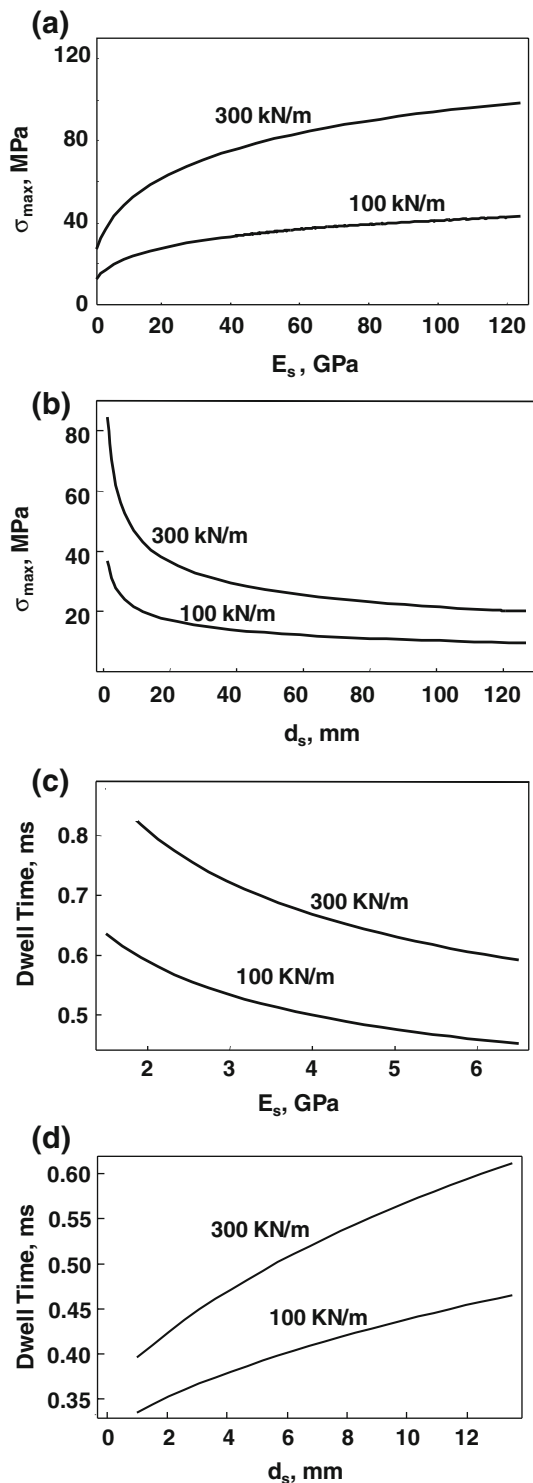 (a)
120
80
40
0
σmax, MPa
300 kN/m
100 kN/m
0 20 40 60 80 100 120
Es, GPa
(b)
80
60
40
20
σmax, MPa
300 kN/m
100 kN/m
0 20 40 60 80 100 120
ds, mm
(c)
0.8
0.7
0.6
0.5
Dwell Time, ms
300 KN/m
100 KN/m
2 3 4 5 6
Es, GPa
(d)
0.60
0.55
0.50
0.45
0.40
0.35
Dwell Time, ms
300 KN/m
100 KN/m
0 2 4 6 8 10 12
ds, mm